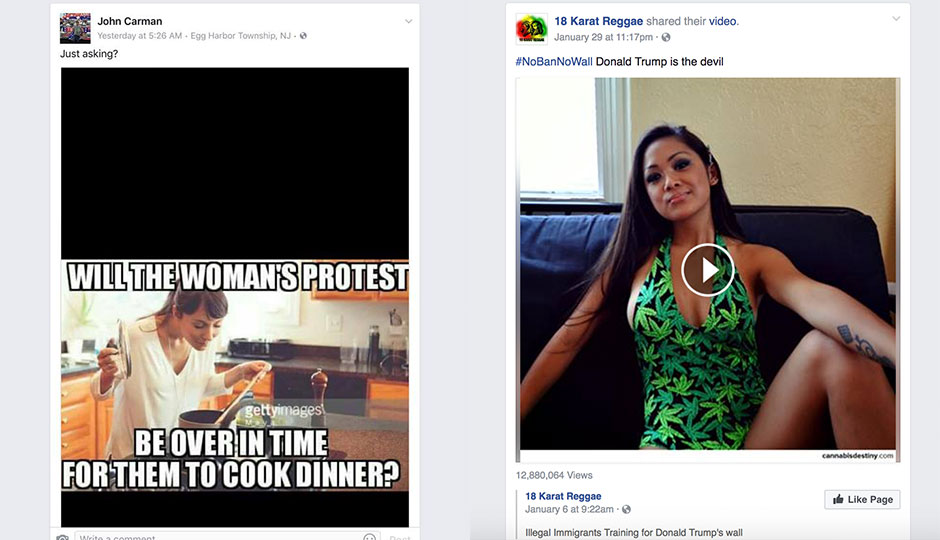 John Carman
Yesterday at 5:26 AM · Egg Harbor Township, NJ ·
Just asking?
WILL THE WOMAN'S PROTEST
gettyimages
BE OVER IN TIME
FOR THEM TO COOK DINNER?
Write a comment
Post
18 Karat Reggae shared their video.
January 29 at 11:17pm ·
#NoBanNoWall Donald Trump is the devil
cannabisdestiny.com
12,880,064 Views
18 Karat Reggae
January 6 at 9:22am ·
Like Page
Illegal Immigrants Training for Donald Trump's wall